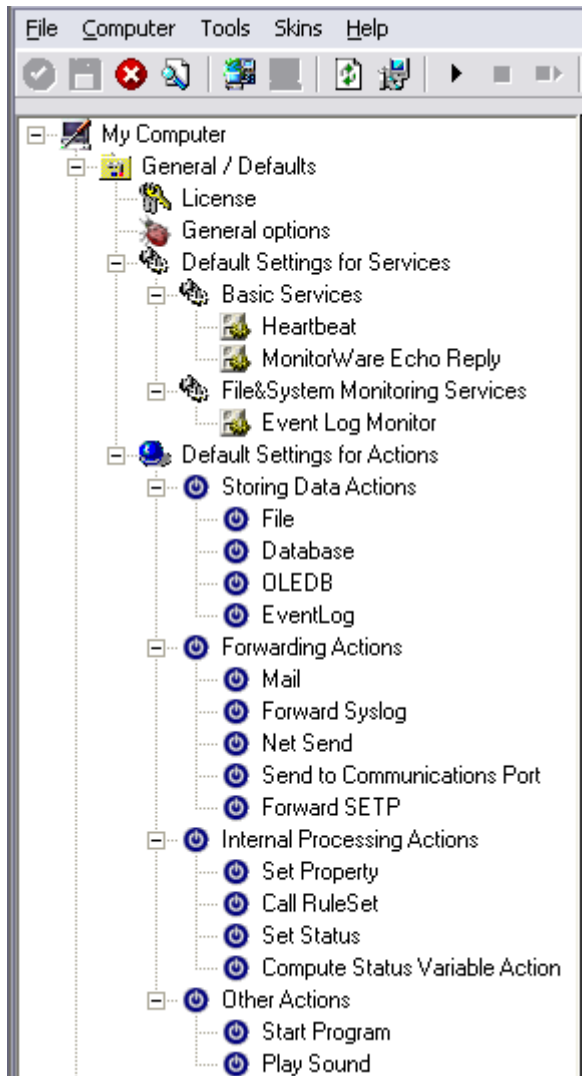 File Computer Tools Skins Help
My Computer
General / Defaults
License
General options
Default Settings for Services
Basic Services
Heartbeat
MonitorWare Echo Reply
File&System Monitoring Services
Event Log Monitor
Default Settings for Actions
Storing Data Actions
File
Database
OLEDB
EventLog
Forwarding Actions
Mail
Forward Syslog
Net Send
Send to Communications Port
Forward SETP
Internal Processing Actions
Set Property
Call RuleSet
Set Status
Compute Status Variable Action
Other Actions
Start Program
Play Sound